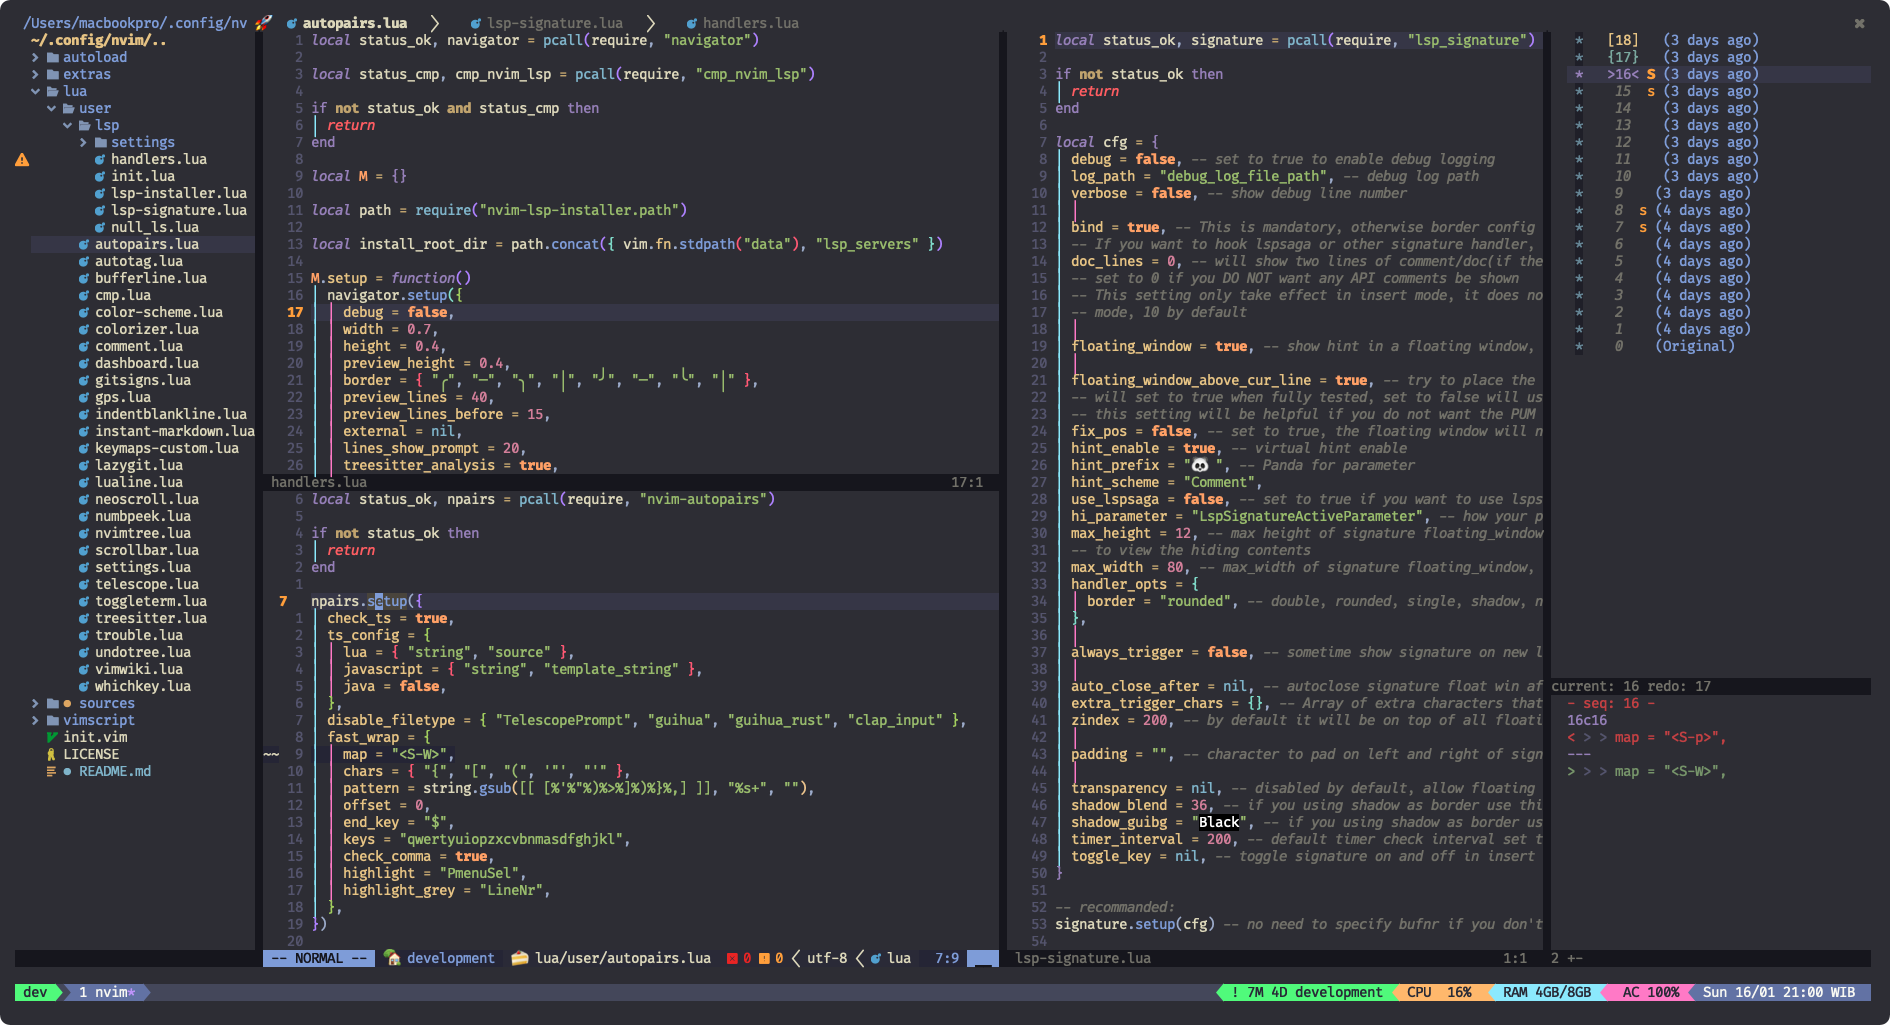 /Users/macbookpro/.config/nv 🚀 autopairs.lua lsp-signature.lua handlers.lua ✖
~/.config/nvim/..
autoload
extras
lua
user
lsp
settings
handlers.lua
init.lua
lsp-installer.lua
lsp-signature.lua
null_ls.lua
autopairs.lua
autotag.lua
bufferline.lua
cmp.lua
color-scheme.lua
colorizer.lua
comment.lua
dashboard.lua
gitsigns.lua
gps.lua
indentblankline.lua
instant-markdown.lua
keymaps-custom.lua
lazygit.lua
lualine.lua
neoscroll.lua
numbpeek.lua
nvimtree.lua
scrollbar.lua
settings.lua
telescope.lua
toggleterm.lua
treesitter.lua
trouble.lua
undotree.lua
vimwiki.lua
whichkey.lua
sources
vimscript
init.vim
LICENSE
README.md
1 local status_ok, navigator = pcall(require, "navigator")
2
3 local status_cmp, cmp_nvim_lsp = pcall(require, "cmp_nvim_lsp")
4
5 if not status_ok and status_cmp then
6 return
7 end
8
9 local M = {}
10
11 local path = require("nvim-lsp-installer.path")
12
13 local install_root_dir = path.concat({ vim.fn.stdpath("data"), "lsp_servers" })
14
15 M.setup = function()
16 navigator.setup({
17 debug = false,
18 width = 0.7,
19 height = 0.4,
20 preview_height = 0.4,
21 border = { "╭", "─", "╮", "│", "╯", "─", "╰", "│" },
22 preview_lines = 40,
23 preview_lines_before = 15,
24 external = nil,
25 lines_show_prompt = 20,
26 treesitter_analysis = true,
handlers.lua 17:1
6 local status_ok, npairs = pcall(require, "nvim-autopairs")
5
4 if not status_ok then
3 return
2 end
1
7 npairs.setup({
1 check_ts = true,
2 ts_config = {
3 lua = { "string", "source" },
4 javascript = { "string", "template_string" },
5 java = false,
6 },
7 disable_filetype = { "TelescopePrompt", "guihua", "guihua_rust", "clap_input" },
8 fast_wrap = {
~~ 9 map = "<S-W>",
10 chars = { "{", "[", "(", '"', "'" },
11 pattern = string.gsub([[ [%'%"%)%>%]%)%}%,] ]], "%s+", ""),
12 offset = 0,
13 end_key = "$",
14 keys = "qwertyuiopzxcvbnmasdfghjkl",
15 check_comma = true,
16 highlight = "PmenuSel",
17 highlight_grey = "LineNr",
18 },
19 })
20
-- NORMAL -- development lua/user/autopairs.lua 0 0 utf-8 lua 7:9
1 local status_ok, signature = pcall(require, "lsp_signature")
2
3 if not status_ok then
4 return
5 end
6
7 local cfg = {
8 debug = false, -- set to true to enable debug logging
9 log_path = "debug_log_file_path", -- debug log path
10 verbose = false, -- show debug line number
11
12 bind = true, -- This is mandatory, otherwise border config
13 -- If you want to hook lspsaga or other signature handler,
14 doc_lines = 0, -- will show two lines of comment/doc(if the
15 -- set to 0 if you DO NOT want any API comments be shown
16 -- This setting only take effect in insert mode, it does no
17 -- mode, 10 by default
18
19 floating_window = true, -- show hint in a floating window,
20
21 floating_window_above_cur_line = true, -- try to place the
22 -- will set to true when fully tested, set to false will us
23 -- this setting will be helpful if you do not want the PUM
24 fix_pos = false, -- set to true, the floating window will n
25 hint_enable = true, -- virtual hint enable
26 hint_prefix = "🐼 ", -- Panda for parameter
27 hint_scheme = "Comment",
28 use_lspsaga = false, -- set to true if you want to use lsps
29 hi_parameter = "LspSignatureActiveParameter", -- how your p
30 max_height = 12, -- max height of signature floating_window
31 -- to view the hiding contents
32 max_width = 80, -- max_width of signature floating_window,
33 handler_opts = {
34 border = "rounded", -- double, rounded, single, shadow, n
35 },
36
37 always_trigger = false, -- sometime show signature on new l
38
39 auto_close_after = nil, -- autoclose signature float win af
40 extra_trigger_chars = {}, -- Array of extra characters that
41 zindex = 200, -- by default it will be on top of all floati
42
43 padding = "", -- character to pad on left and right of sign
44
45 transparency = nil, -- disabled by default, allow floating
46 shadow_blend = 36, -- if you using shadow as border use thi
47 shadow_guibg = "Black", -- if you using shadow as border us
48 timer_interval = 200, -- default timer check interval set t
49 toggle_key = nil, -- toggle signature on and off in insert
50 }
51
52 -- recommanded:
53 signature.setup(cfg) -- no need to specify bufnr if you don't
54
lsp-signature.lua 1:1
* [18] (3 days ago)
* {17} (3 days ago)
* >16< S (3 days ago)
* 15 s (3 days ago)
* 14 (3 days ago)
* 13 (3 days ago)
* 12 (3 days ago)
* 11 (3 days ago)
* 10 (3 days ago)
* 9 (3 days ago)
* 8 s (4 days ago)
* 7 s (4 days ago)
* 6 (4 days ago)
* 5 (4 days ago)
* 4 (4 days ago)
* 3 (4 days ago)
* 2 (4 days ago)
* 1 (4 days ago)
* 0 (Original)
current: 16 redo: 17
- seq: 16 -
16c16
< > > map = "<S-p>",
---
> > > map = "<S-W>",
2 +-
dev 1 nvim* ! 7M 4D development CPU 16% RAM 4GB/8GB AC 100% Sun 16/01 21:00 WIB